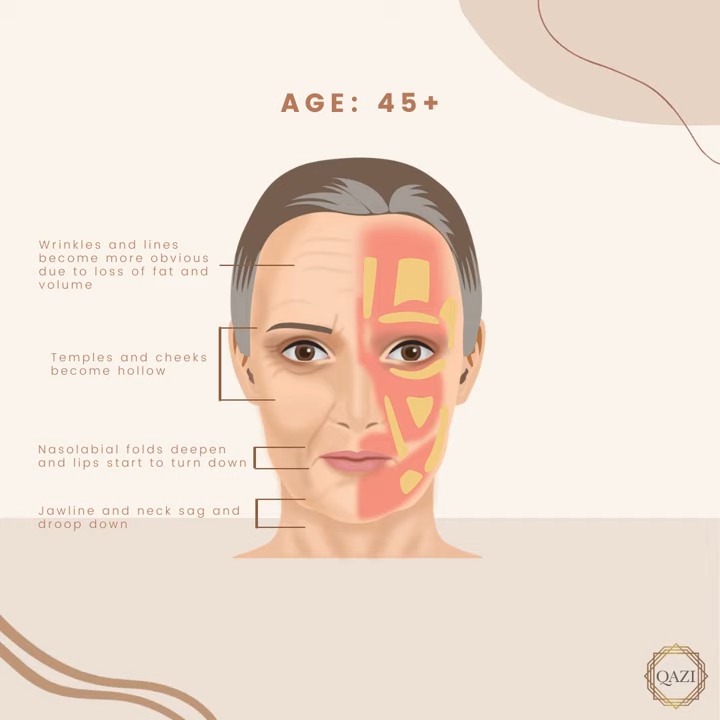 AGE: 45+
Wrinkles and lines
become more obvious
due to loss of fat and
volume
Temples and cheeks
become hollow
Nasolabial folds deepen
and lips start to turn down
Jawline and neck sag and
droop down
QAZI